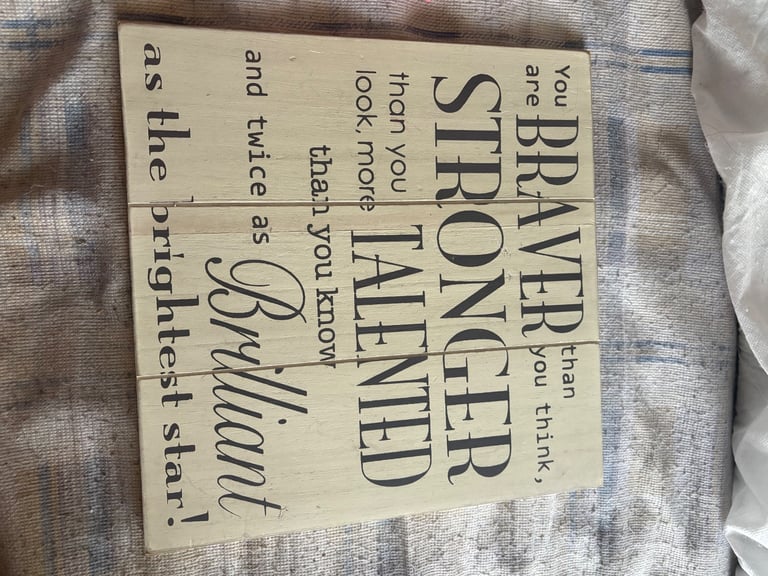 You are BRAVER than you think,
STRONGER
than you look, more TALENTED
than you know
and twice as Brilliant
as the brightest star!